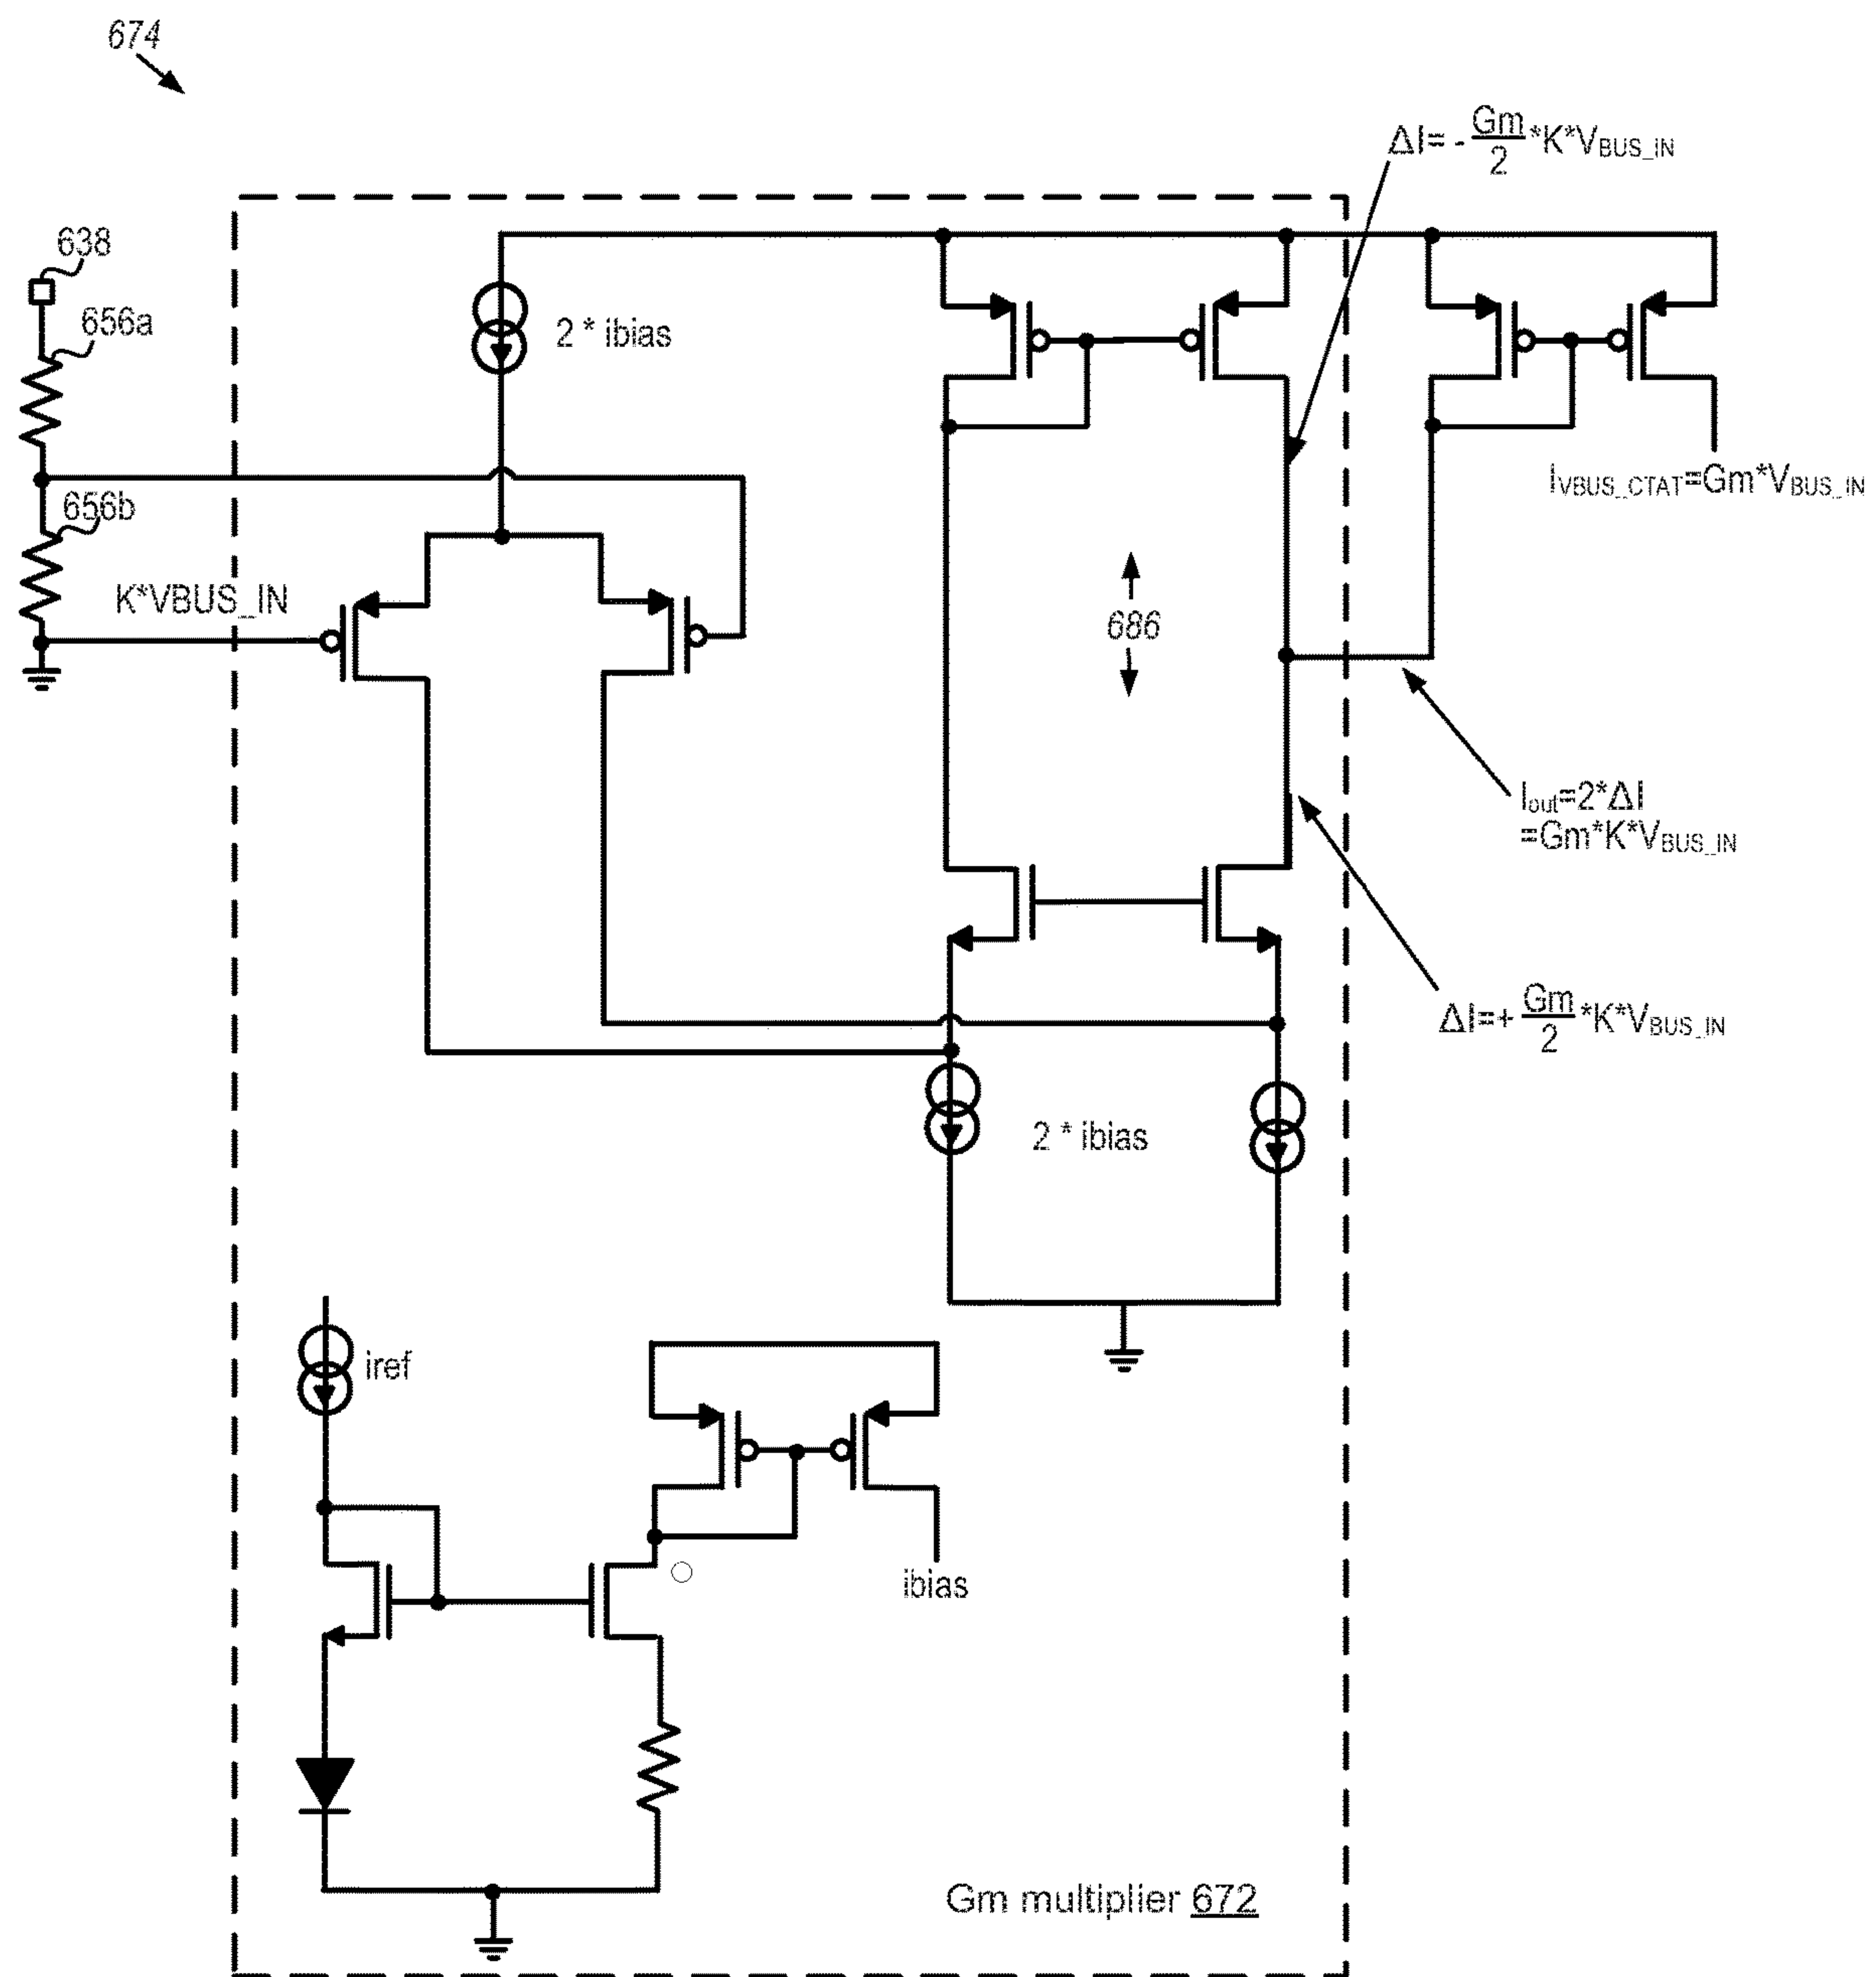 674
ΔI= - Gm/2 *K*VBUS_IN
638
656a
2 * ibias
656b
IVBUS_CTAT=Gm*VBUS_IN
K*VBUS_IN
686
Iout=2*ΔI
=Gm*K*VBUS_IN
ΔI=+ Gm/2 *K*VBUS_IN
2 * ibias
iref
ibias
Gm multiplier 672